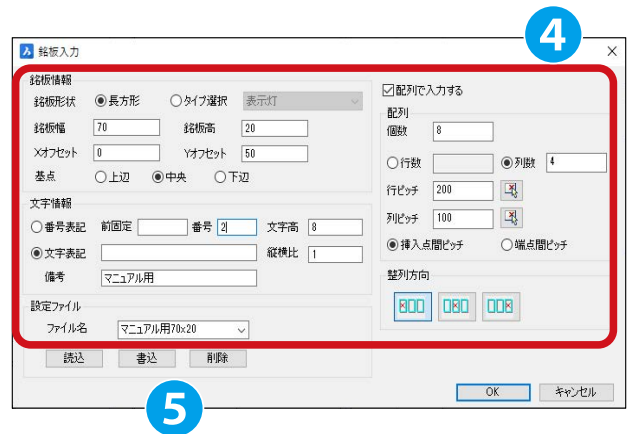 4
銘板入力
銘板情報
銘板形状 長方形 タイプ選択 表示灯
銘板幅 70 銘板高 20
Xオフセット 0 Yオフセット 50
基点 上辺 中央 下辺
文字情報
番号表記 前固定 番号 2 文字高 8
文字表記 縦横比 1
備考 マニュアル用
設定ファイル
ファイル名 マニュアル用70x20
読込 書込 削除
配列で入力する
配列
個数 8
行数 列数 4
行ピッチ 200
列ピッチ 100
挿入点間ピッチ 端点間ピッチ
整列方向
OK キャンセル
5